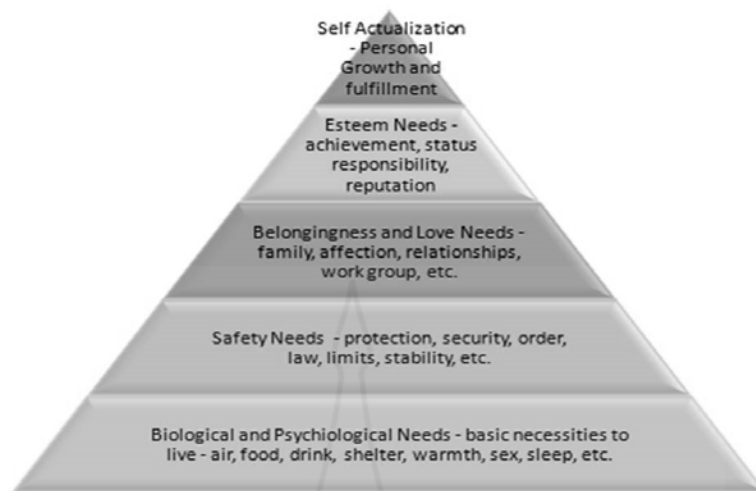 Self Actualization
- Personal
Growth and
fulfillment
Esteem Needs -
achievement, status
responsibility,
reputation
Belongingness and Love Needs -
family, affection, relationships,
work group, etc.
Safety Needs - protection, security, order,
law, limits, stability, etc.
Biological and Psychiological Needs - basic necessities to
live - air, food, drink, shelter, warmth, sex, sleep, etc.